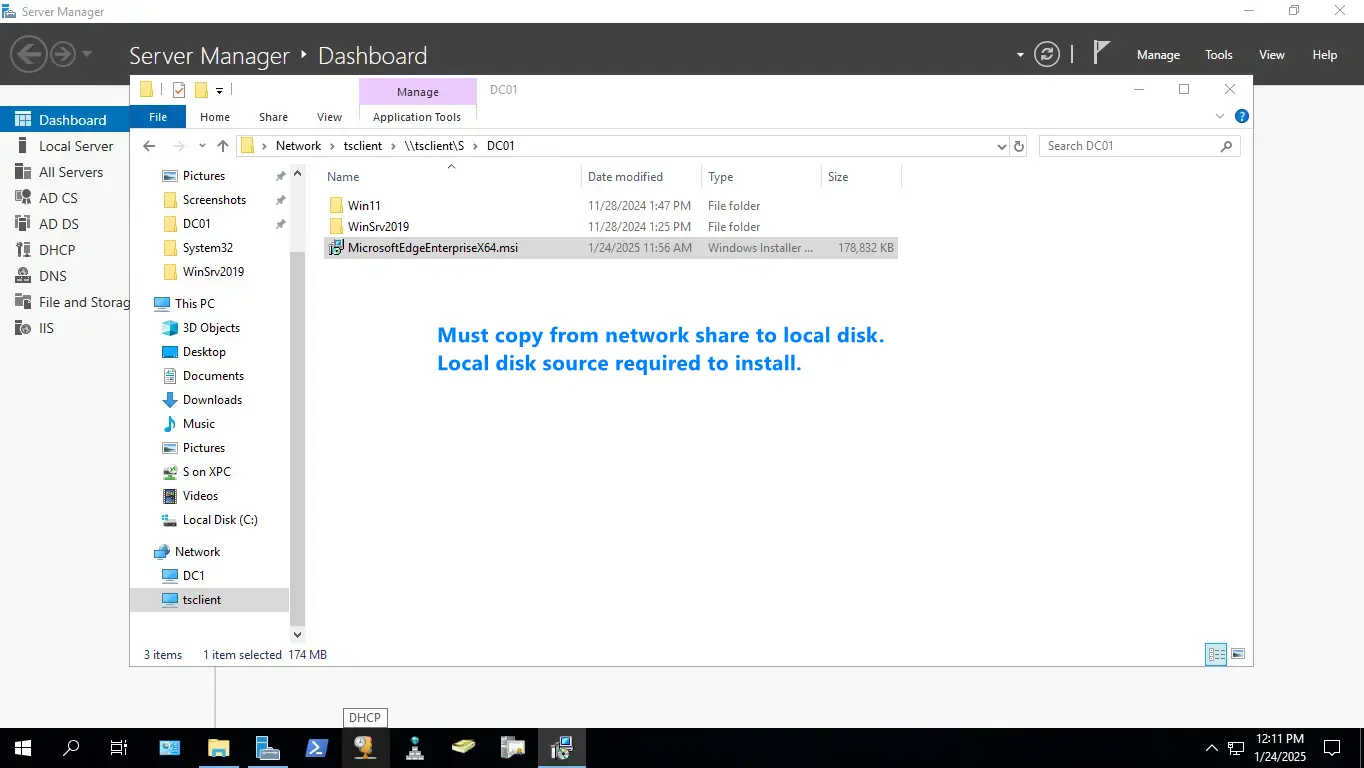 Server Manager
Server Manager ‣ Dashboard
Manage Tools View Help
Manage DC01
File Home Share View Application Tools
Network > tsclient > \\tsclient\S > DC01
Search DC01
Dashboard
Local Server
All Servers
AD CS
AD DS
DHCP
DNS
File and Storag
IIS
Pictures
Screenshots
DC01
System32
WinSrv2019
This PC
3D Objects
Desktop
Documents
Downloads
Music
Pictures
S on XPC
Videos
Local Disk (C:)
Network
DC1
tsclient
Name Date modified Type Size
Win11 11/28/2024 1:47 PM File folder
WinSrv2019 11/28/2024 1:25 PM File folder
MicrosoftEdgeEnterpriseX64.msi 1/24/2025 11:56 AM Windows Installer ... 178,832 KB
Must copy from network share to local disk.
Local disk source required to install.
3 items 1 item selected 174 MB
DHCP
12:11 PM
1/24/2025